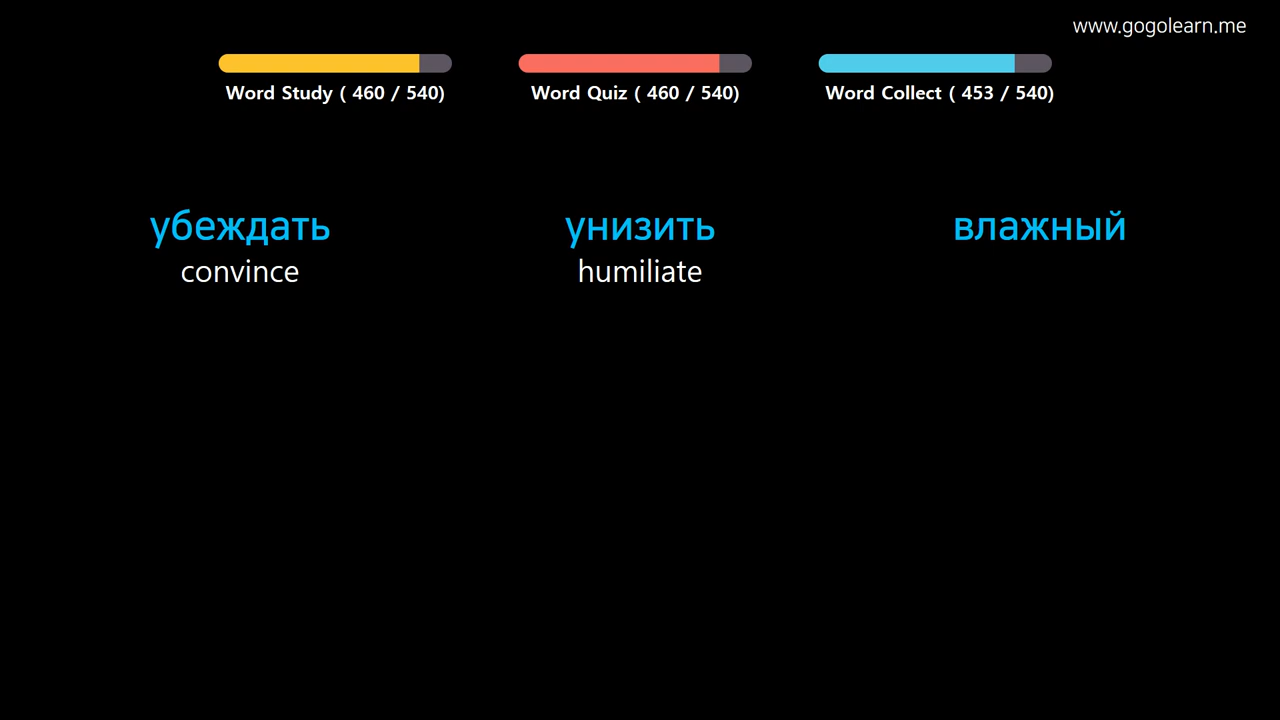 www.gogolearn.me
Word Study ( 460 / 540)
Word Quiz ( 460 / 540)
Word Collect ( 453 / 540)
убеждать
convince
унизить
humiliate
влажный